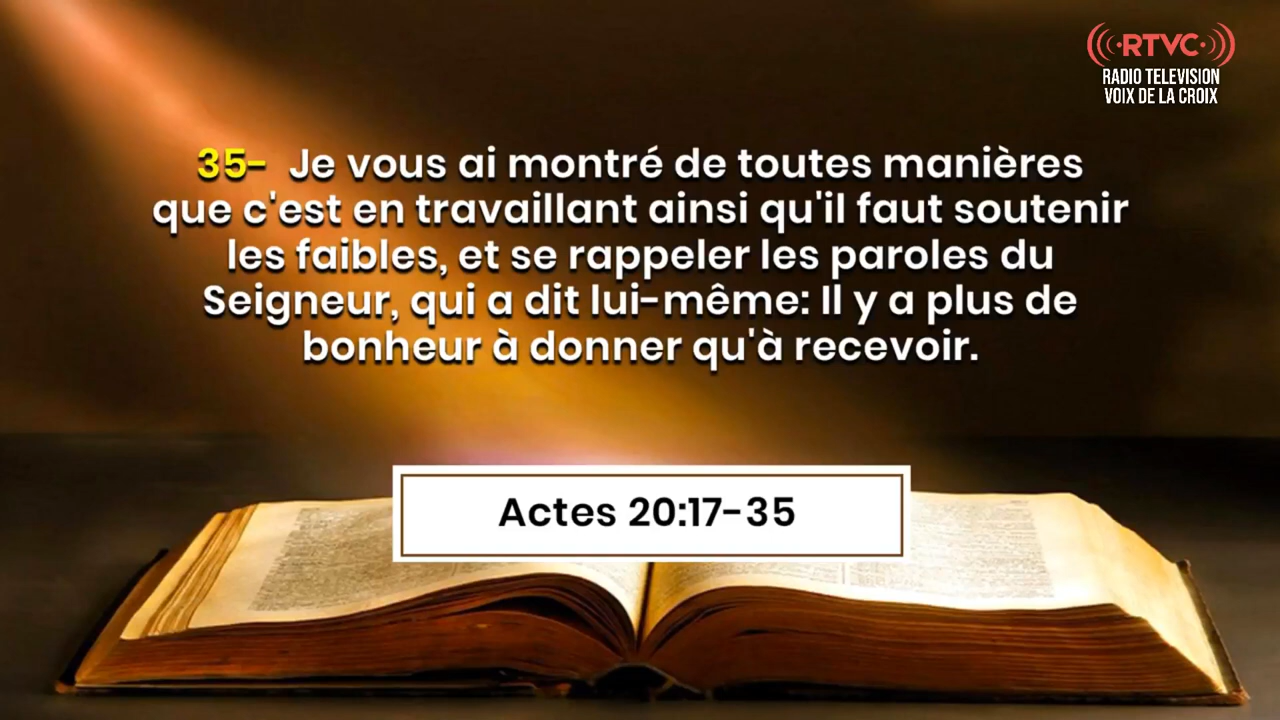 RTVC
RADIO TELEVISION
VOIX DE LA CROIX
35- Je vous ai montré de toutes manières
que c'est en travaillant ainsi qu'il faut soutenir
les faibles, et se rappeler les paroles du
Seigneur, qui a dit lui-même: Il y a plus de
bonheur à donner qu'à recevoir.
Actes 20:17-35